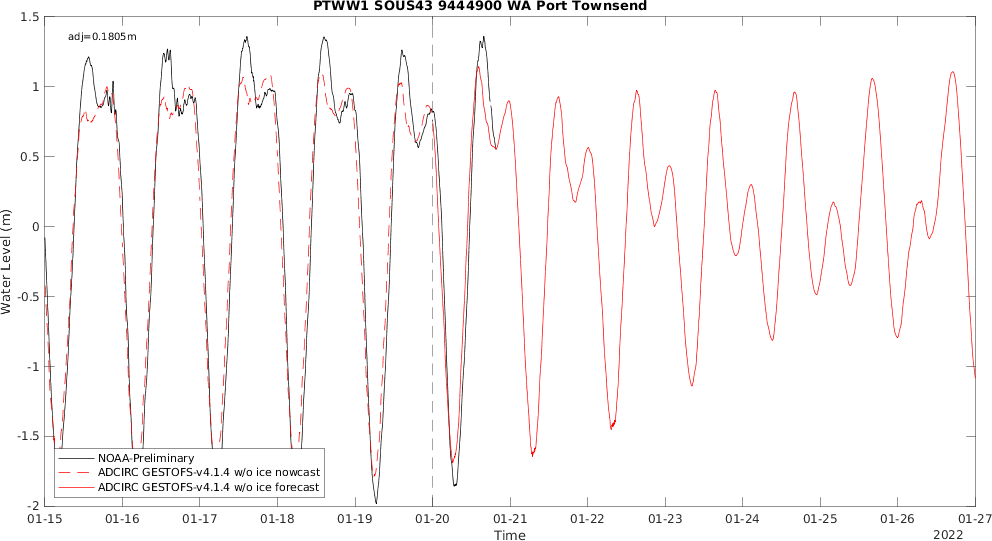 PTWW1 SOUS43 9444900 WA Port Townsend
adj=0.1805m
1.5
1
0.5
0
-0.5
-1
-1.5
-2
Water Level (m)
NOAA-Preliminary
ADCIRC GESTOFS-v4.1.4 w/o ice nowcast
ADCIRC GESTOFS-v4.1.4 w/o ice forecast
01-15 01-16 01-17 01-18 01-19 01-20 01-21 01-22 01-23 01-24 01-25 01-26 01-27
Time
2022